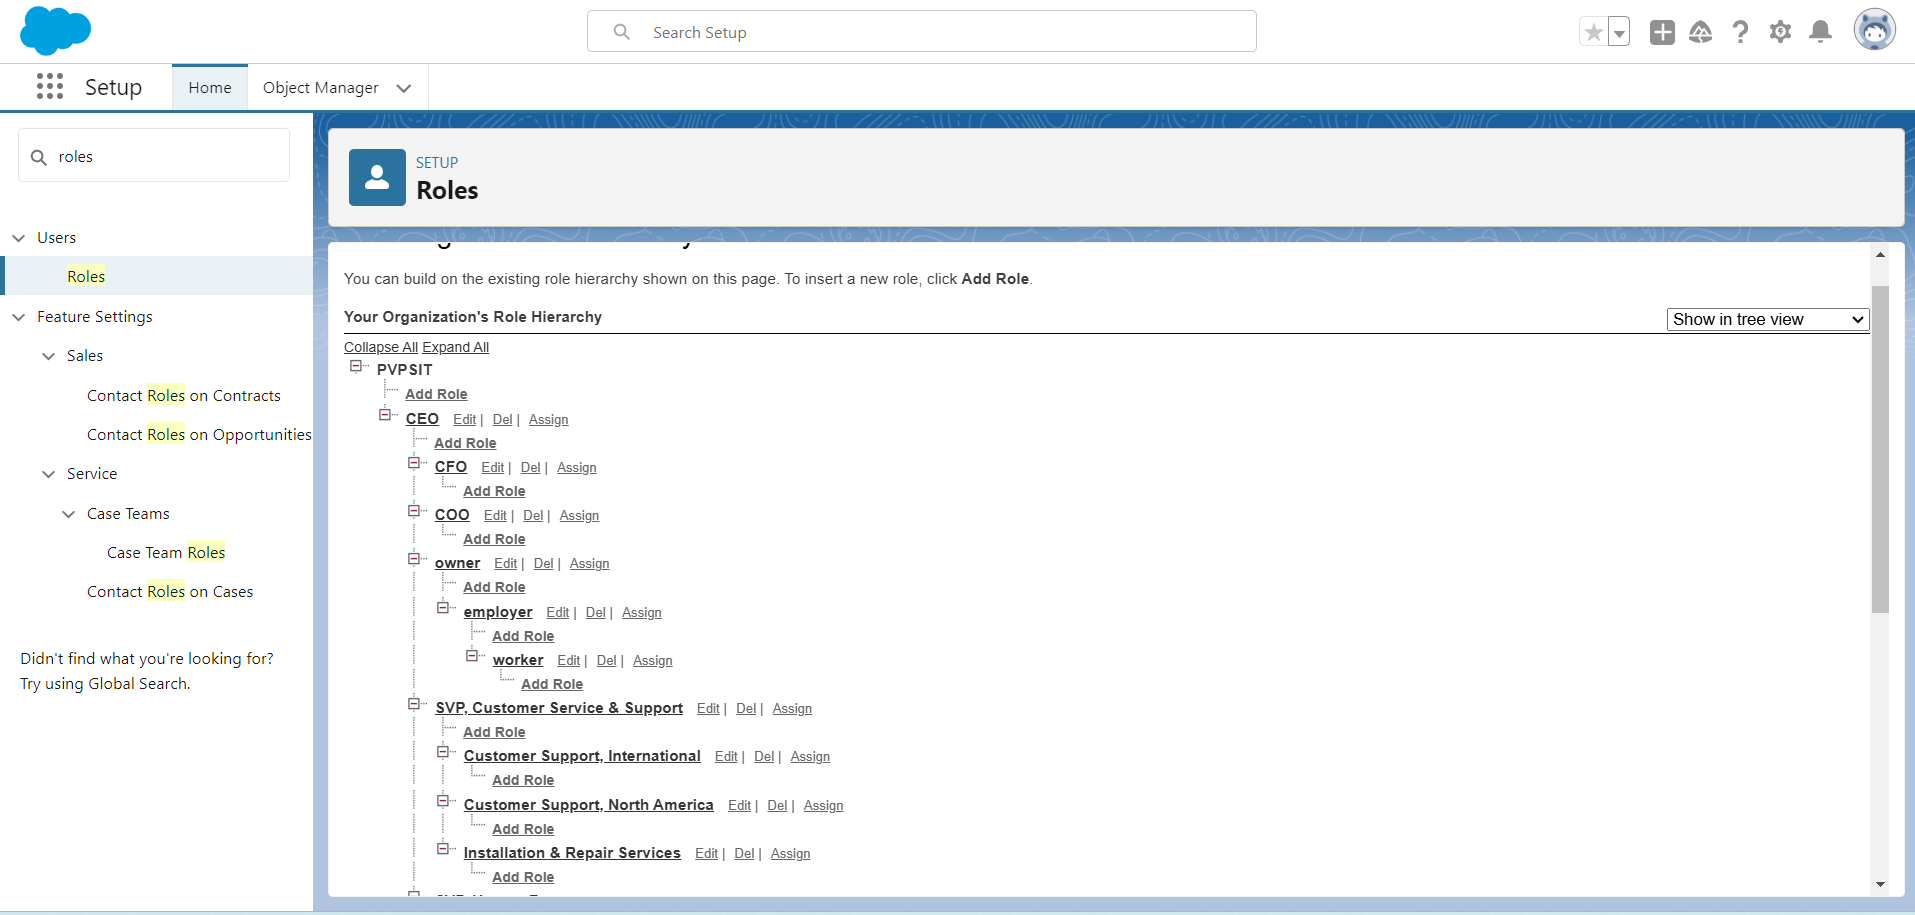 Search Setup
Setup
Home
Object Manager
roles
Users
Roles
Feature Settings
Sales
Contact Roles on Contracts
Contact Roles on Opportunities
Service
Case Teams
Case Team Roles
Contact Roles on Cases
Didn't find what you're looking for?
Try using Global Search.
SETUP
Roles
You can build on the existing role hierarchy shown on this page. To insert a new role, click Add Role.
Your Organization's Role Hierarchy
Show in tree view
Collapse All Expand All
PVPSIT
Add Role
CEO Edit | Del | Assign
Add Role
CFO Edit | Del | Assign
Add Role
COO Edit | Del | Assign
Add Role
owner Edit | Del | Assign
Add Role
employer Edit | Del | Assign
Add Role
worker Edit | Del | Assign
Add Role
SVP, Customer Service & Support Edit | Del | Assign
Add Role
Customer Support, International Edit | Del | Assign
Add Role
Customer Support, North America Edit | Del | Assign
Add Role
Installation & Repair Services Edit | Del | Assign
Add Role